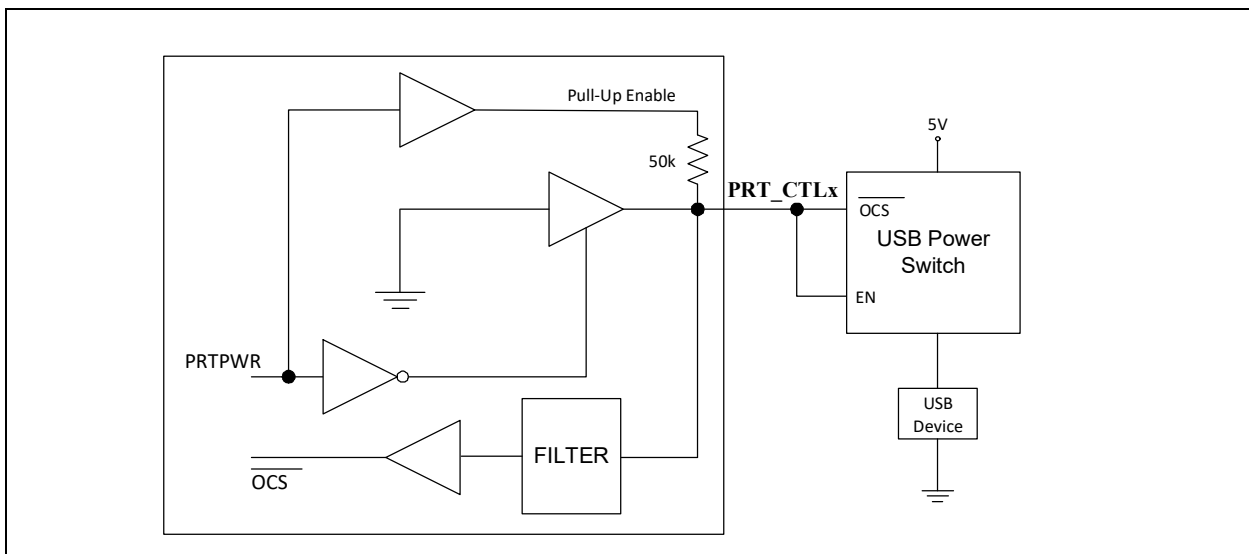 Pull-Up Enable
5V
50k
PRT_CTLx
OCS
USB Power
Switch
EN
PRTPWR
USB
Device
FILTER
OCS